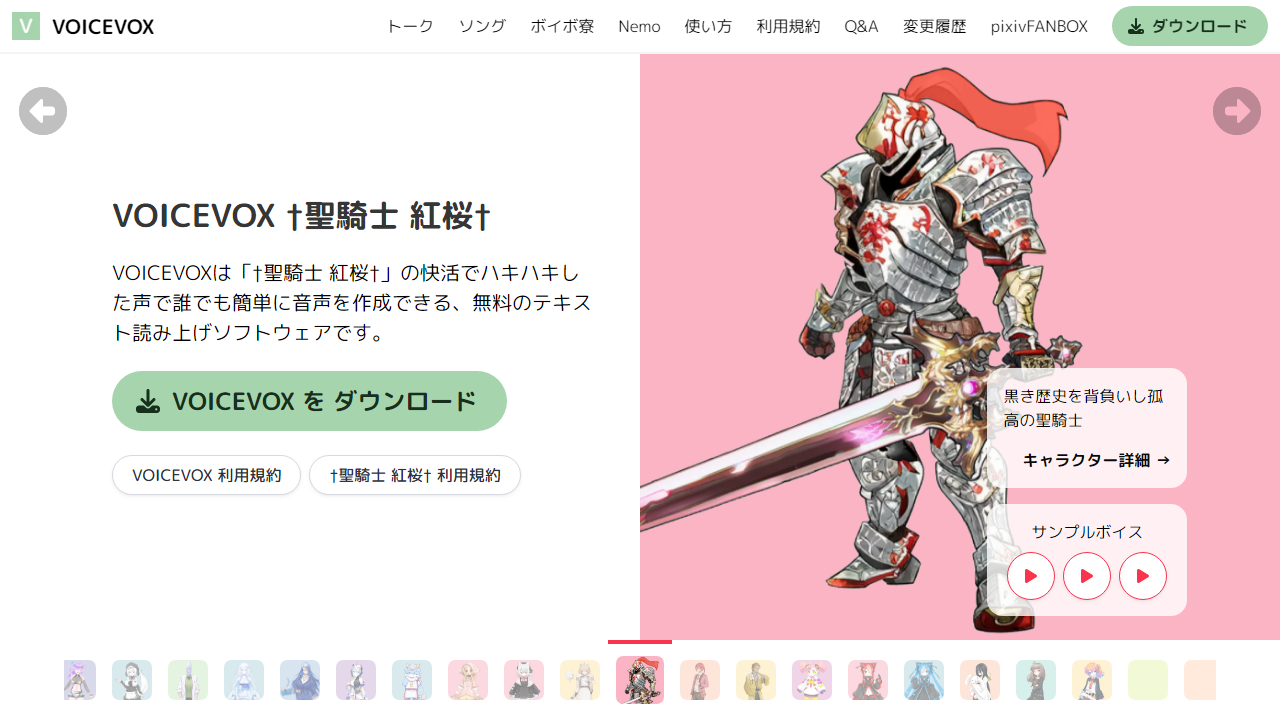 V VOICEVOX トーク ソング ボイボ寮 Nemo 使い方 利用規約 Q&A 変更履歴 pixivFANBOX ダウンロード
VOICEVOX †聖騎士 紅桜†
VOICEVOXは「†聖騎士 紅桜†」の快活でハキハキし
た声で誰でも簡単に音声を作成できる、無料のテキス
ト読み上げソフトウェアです。
VOICEVOX を ダウンロード
VOICEVOX 利用規約
†聖騎士 紅桜† 利用規約
黒き歴史を背負いし孤
高の聖騎士
キャラクター詳細 →
サンプルボイス